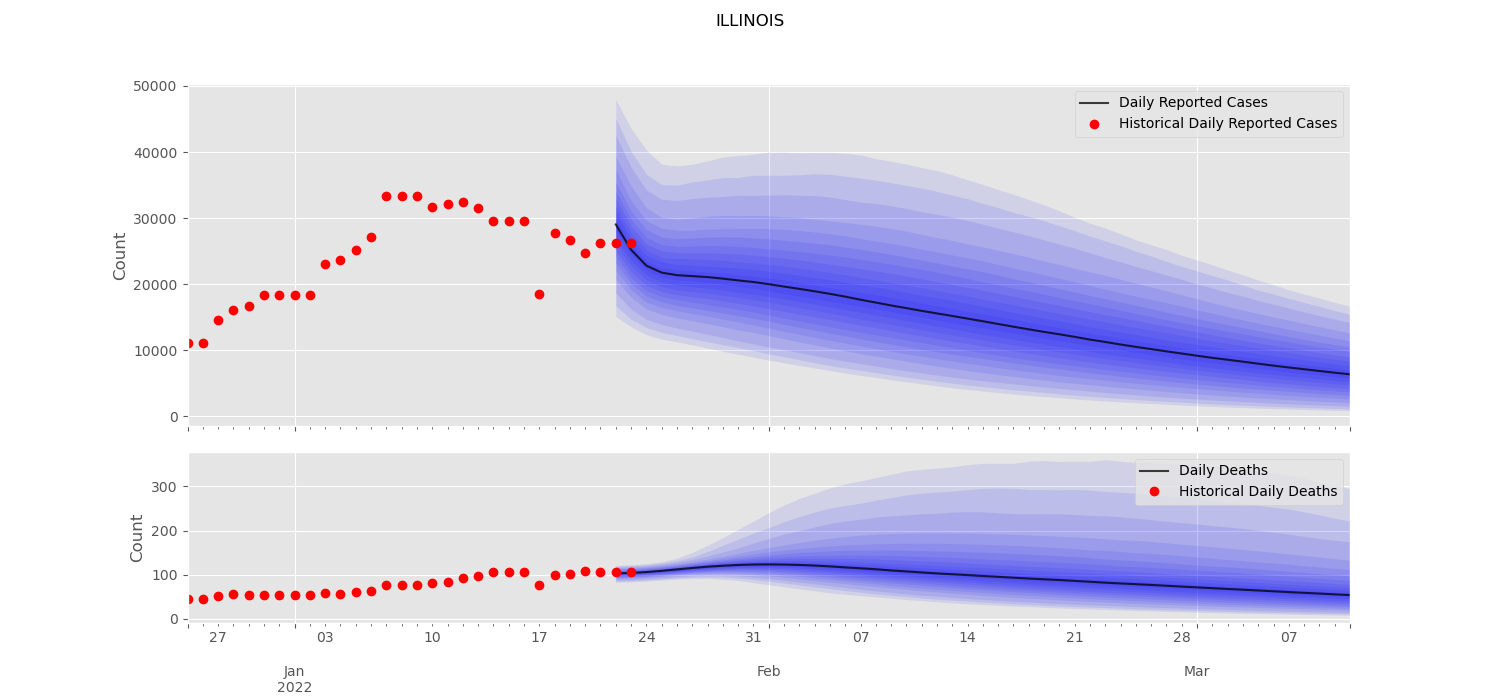 ILLINOIS
50000
40000
30000
20000
10000
0
Count
Daily Reported Cases
Historical Daily Reported Cases
300
200
100
0
Count
Daily Deaths
Historical Daily Deaths
27 03 10 17 24 31 07 14 21 28 07
Jan Feb Mar
2022